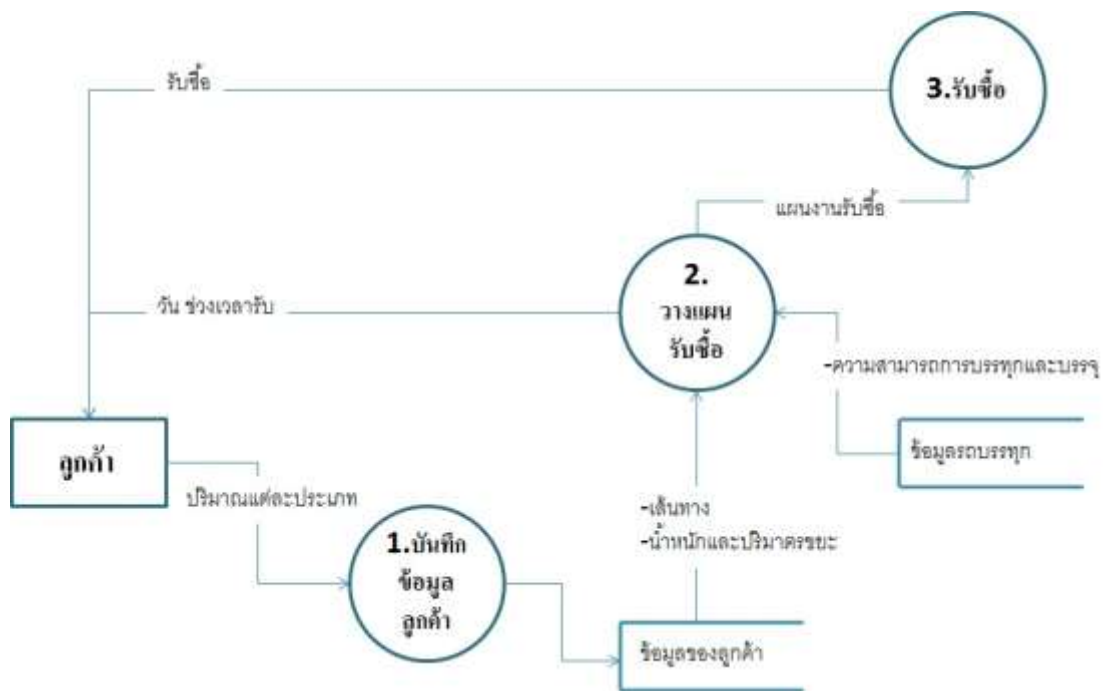 รับซื้อ
3.รับซื้อ
แผนงานรับซื้อ
2.
วางแผน
รับซื้อ
วัน ช่วงเวลารับ
-ความสามารถการบรรทุกและบรรจุ
ลูกค้า
ข้อมูลรถบรรทุก
ปริมาณแต่ละประเภท
-เส้นทาง
-น้ำหนักและปริมาตรขยะ
1.บันทึก
ข้อมูล
ลูกค้า
ข้อมูลของลูกค้า